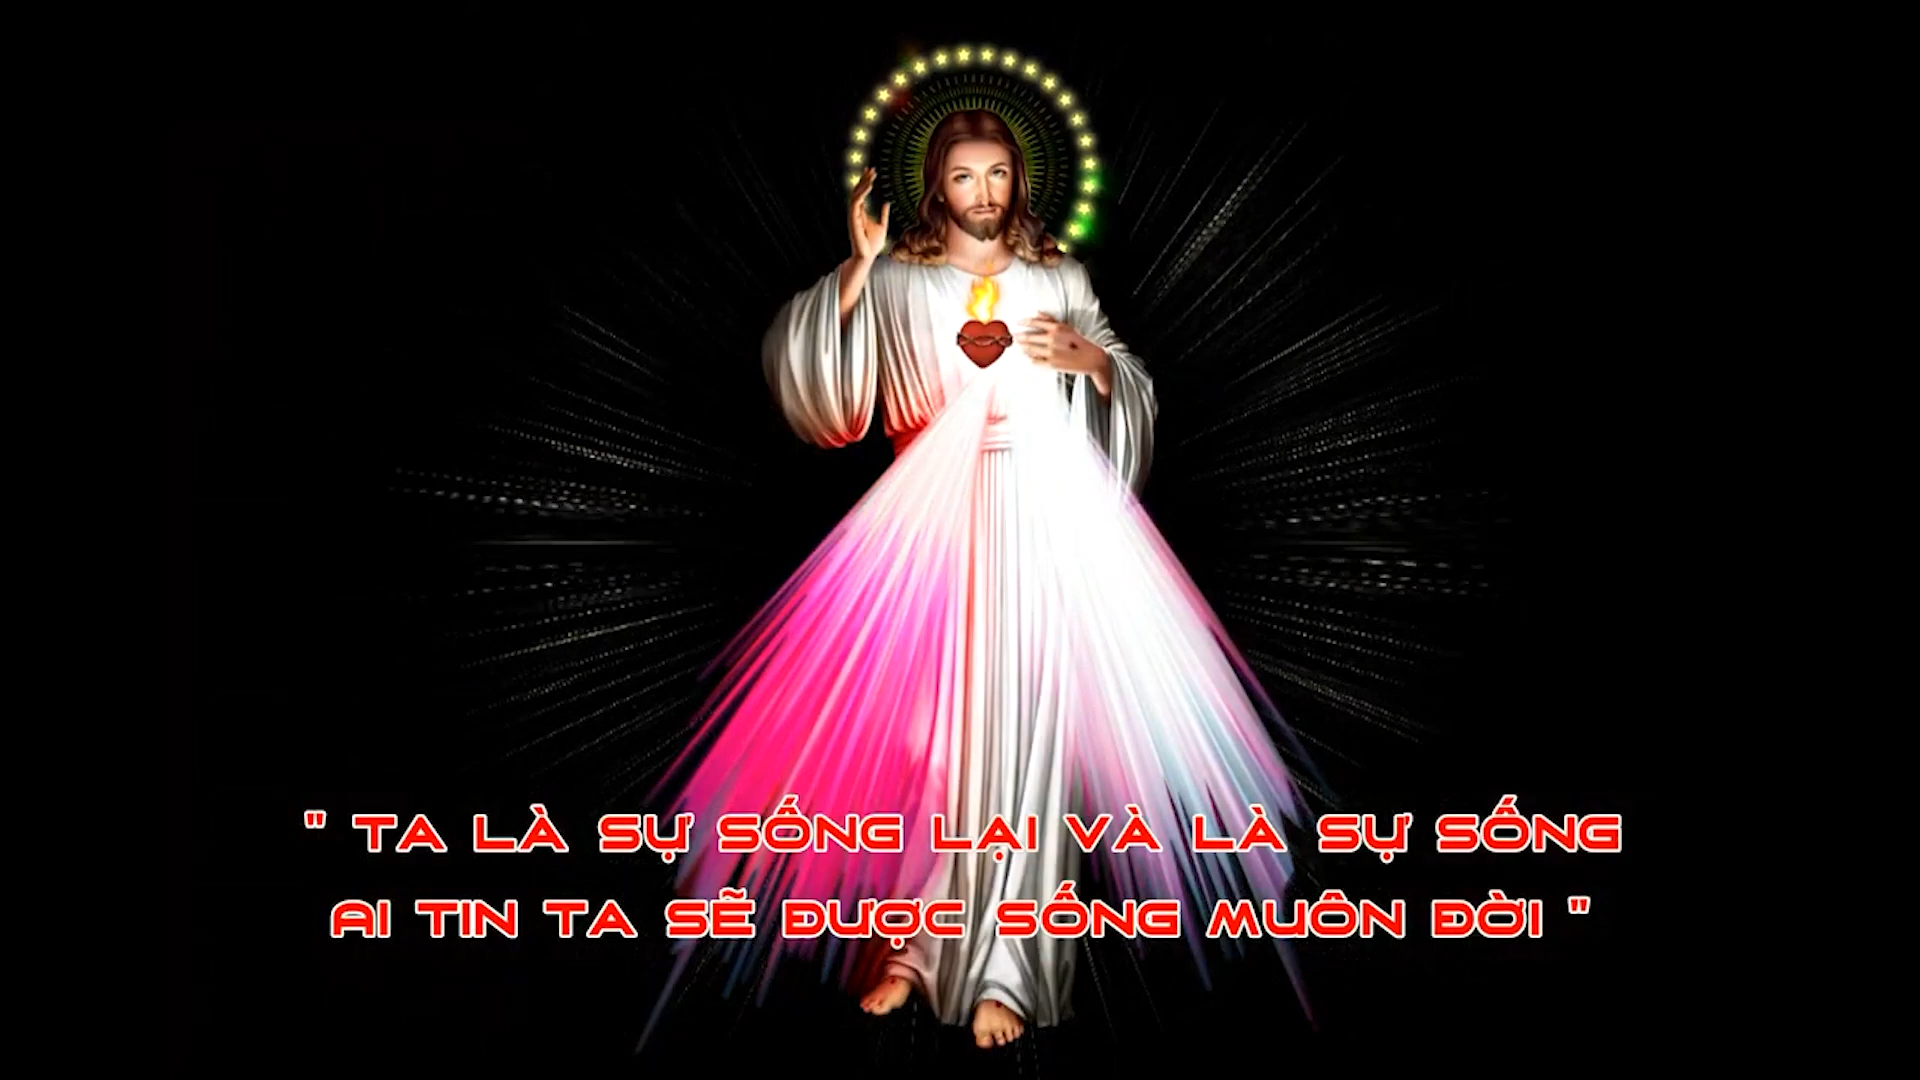 " TA LÀ SỰ SỐNG LẠI VÀ LÀ SỰ SỐNG
AI TIN TA SẼ ĐƯỢC SỐNG MUÔN ĐỜI "